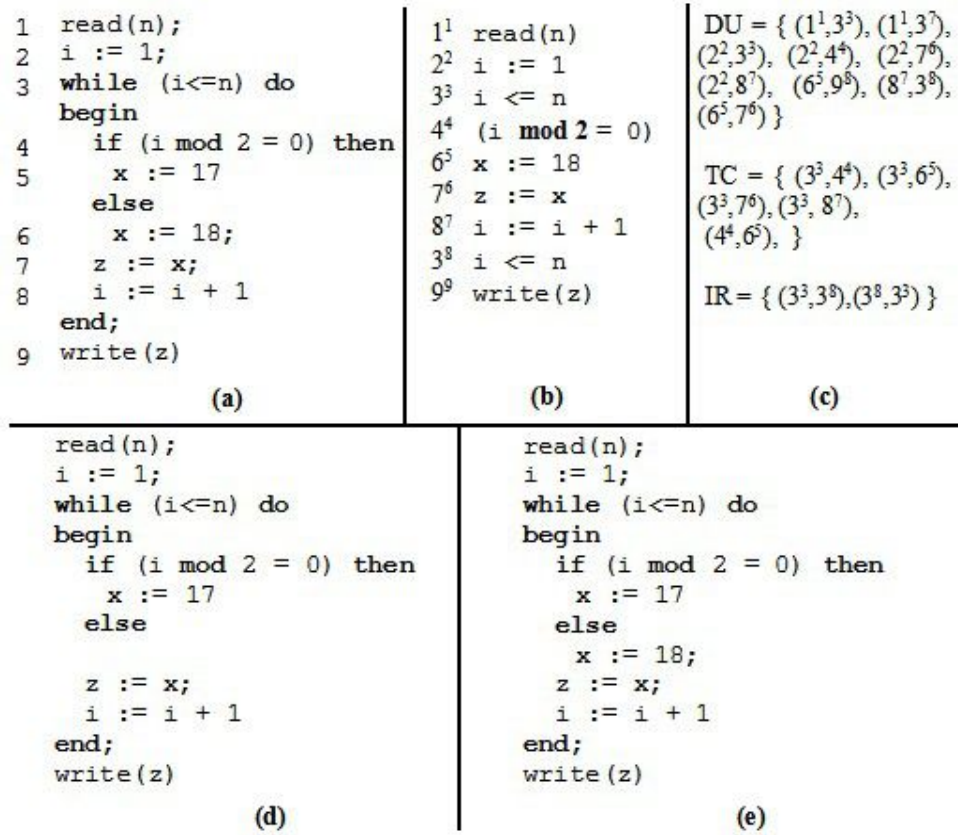 1 read(n);
2 i := 1;
3 while (i<=n) do
begin
4 if (i mod 2 = 0) then
5 x := 17
else
6 x := 18;
7 z := x;
8 i := i + 1
end;
9 write(z)
(a)
1¹ read(n)
2² i := 1
3³ i <= n
4⁴ (i mod 2 = 0)
6⁵ x := 18
7⁶ z := x
8⁷ i := i + 1
3⁸ i <= n
9⁹ write(z)
(b)
DU = { (1¹,3³), (1¹,3⁷),
(2²,3³), (2²,4⁴), (2²,7⁶),
(2²,8⁷), (6⁵,9⁸), (8⁷,3⁸),
(6⁵,7⁶) }
TC = { (3³,4⁴), (3³,6⁵),
(3³,7⁶), (3³, 8⁷),
(4⁴,6⁵), }
IR = { (3³,3⁸),(3⁸,3³) }
(c)
read(n);
i := 1;
while (i<=n) do
begin
if (i mod 2 = 0) then
x := 17
else
z := x;
i := i + 1
end;
write(z)
(d)
read(n);
i := 1;
while (i<=n) do
begin
if (i mod 2 = 0) then
x := 17
else
x := 18;
z := x;
i := i + 1
end;
write(z)
(e)